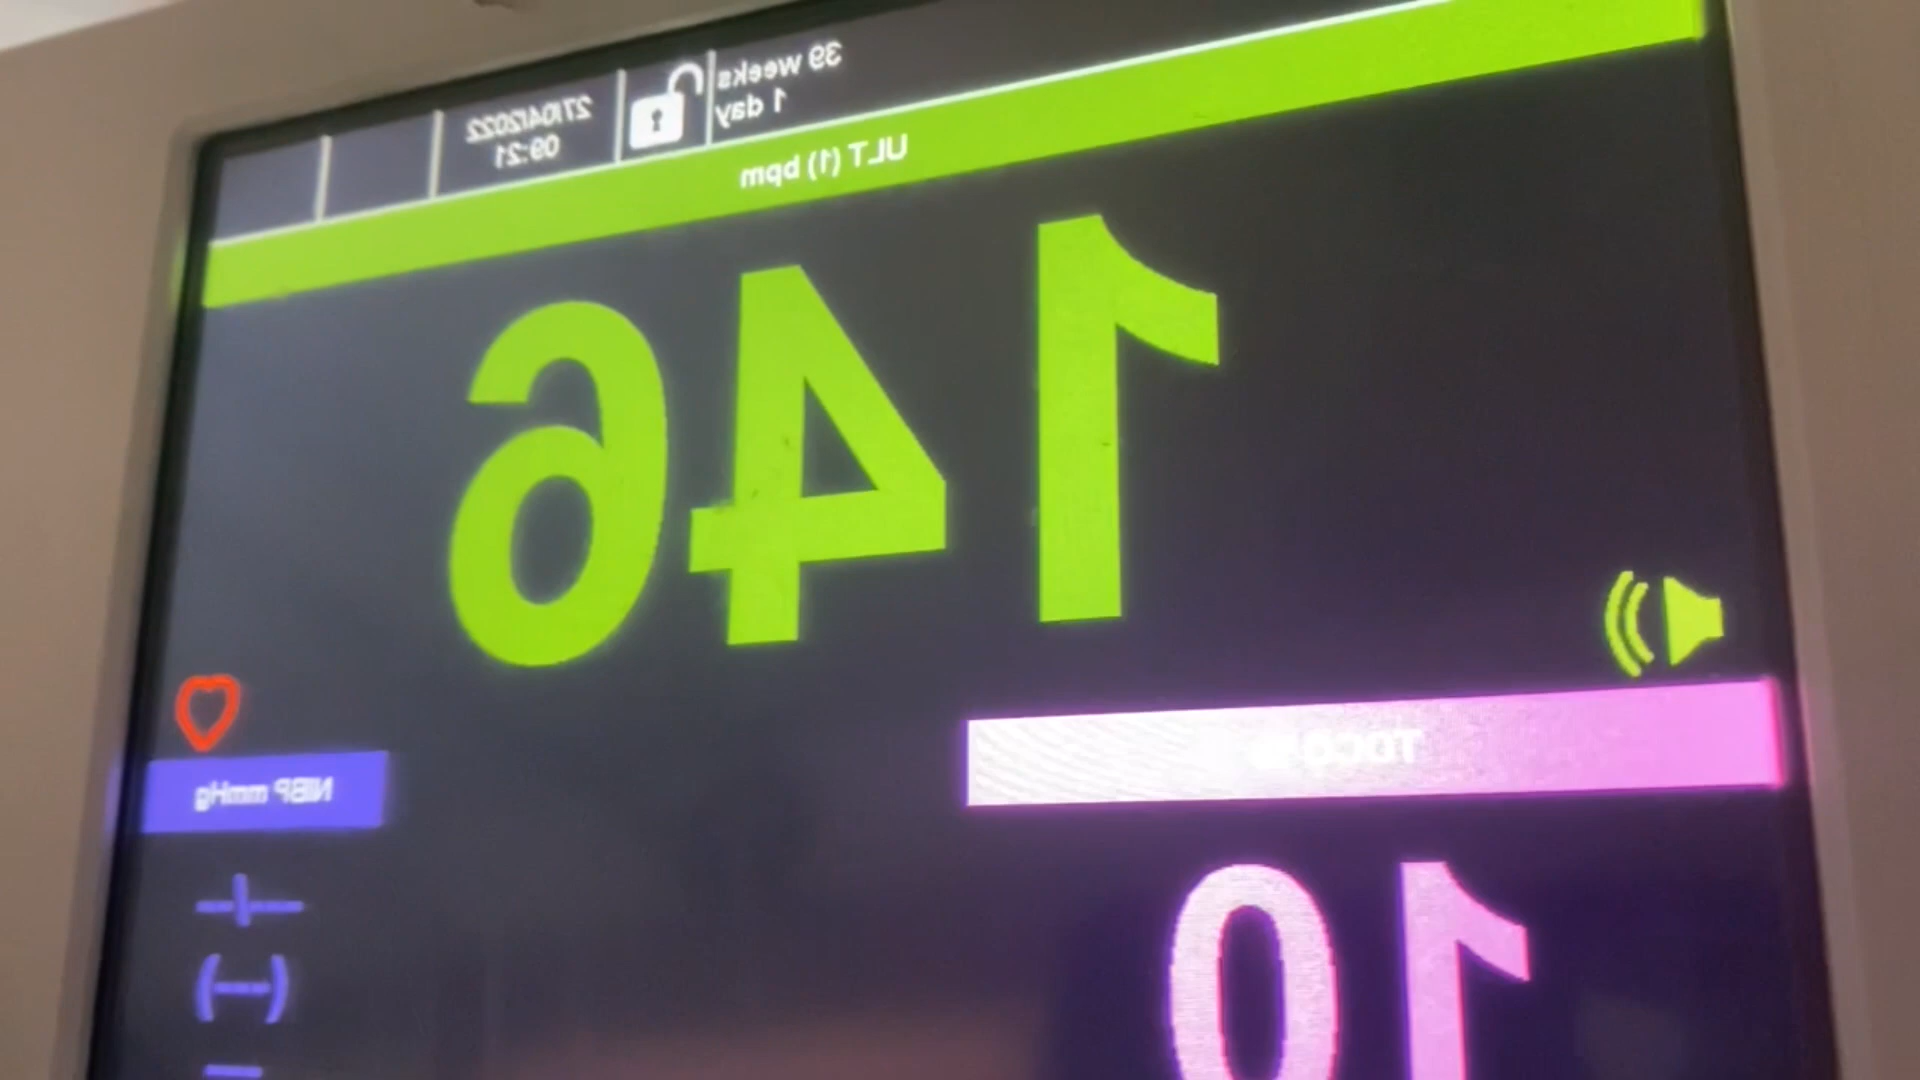 39 weeks
1 day
27/04/2022
09:21
ULT (1) bpm
146
NIBP mmHg
-/--
(---)
10